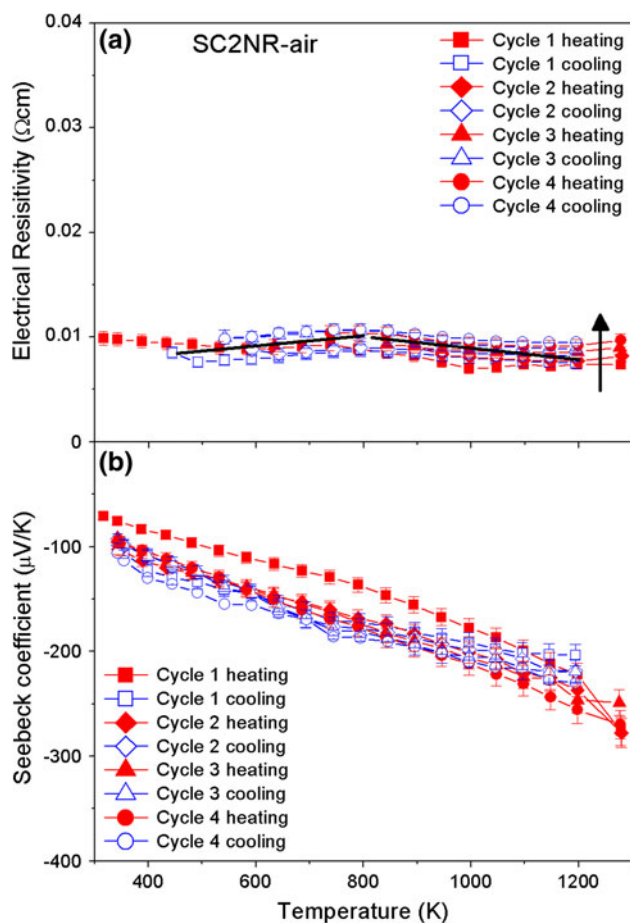 (a)
SC2NR-air
Cycle 1 heating
Cycle 1 cooling
Cycle 2 heating
Cycle 2 cooling
Cycle 3 heating
Cycle 3 cooling
Cycle 4 heating
Cycle 4 cooling
Electrical Resisitivity (Ωcm)
0.04
0.03
0.02
0.01
0
(b)
Seebeck coefficient (μV/K)
-100
-200
-300
-400
Cycle 1 heating
Cycle 1 cooling
Cycle 2 heating
Cycle 2 cooling
Cycle 3 heating
Cycle 3 cooling
Cycle 4 heating
Cycle 4 cooling
400 600 800 1000 1200
Temperature (K)